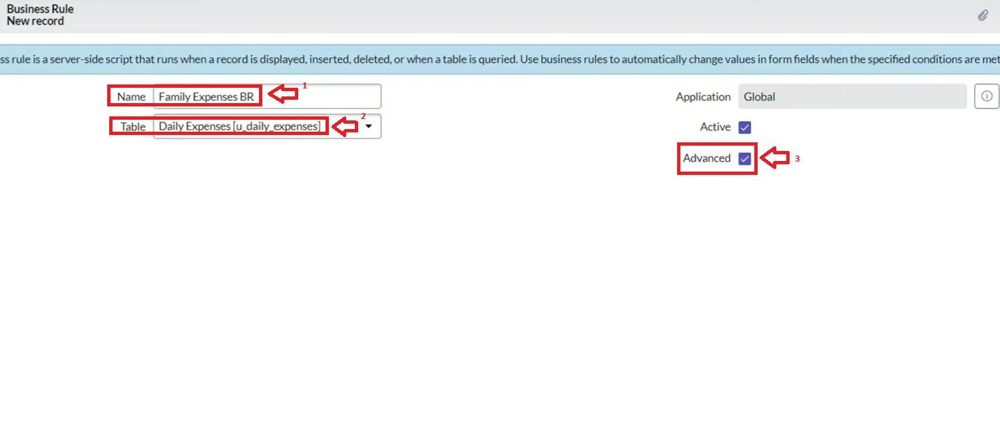 Business Rule
New record
ss rule is a server-side script that runs when a record is displayed, inserted, deleted, or when a table is queried. Use business rules to automatically change values in form fields when the specified conditions are met
Name Family Expenses BR 1
Application Global
Table Daily Expenses [u_daily_expenses] 2
Active
Advanced 3